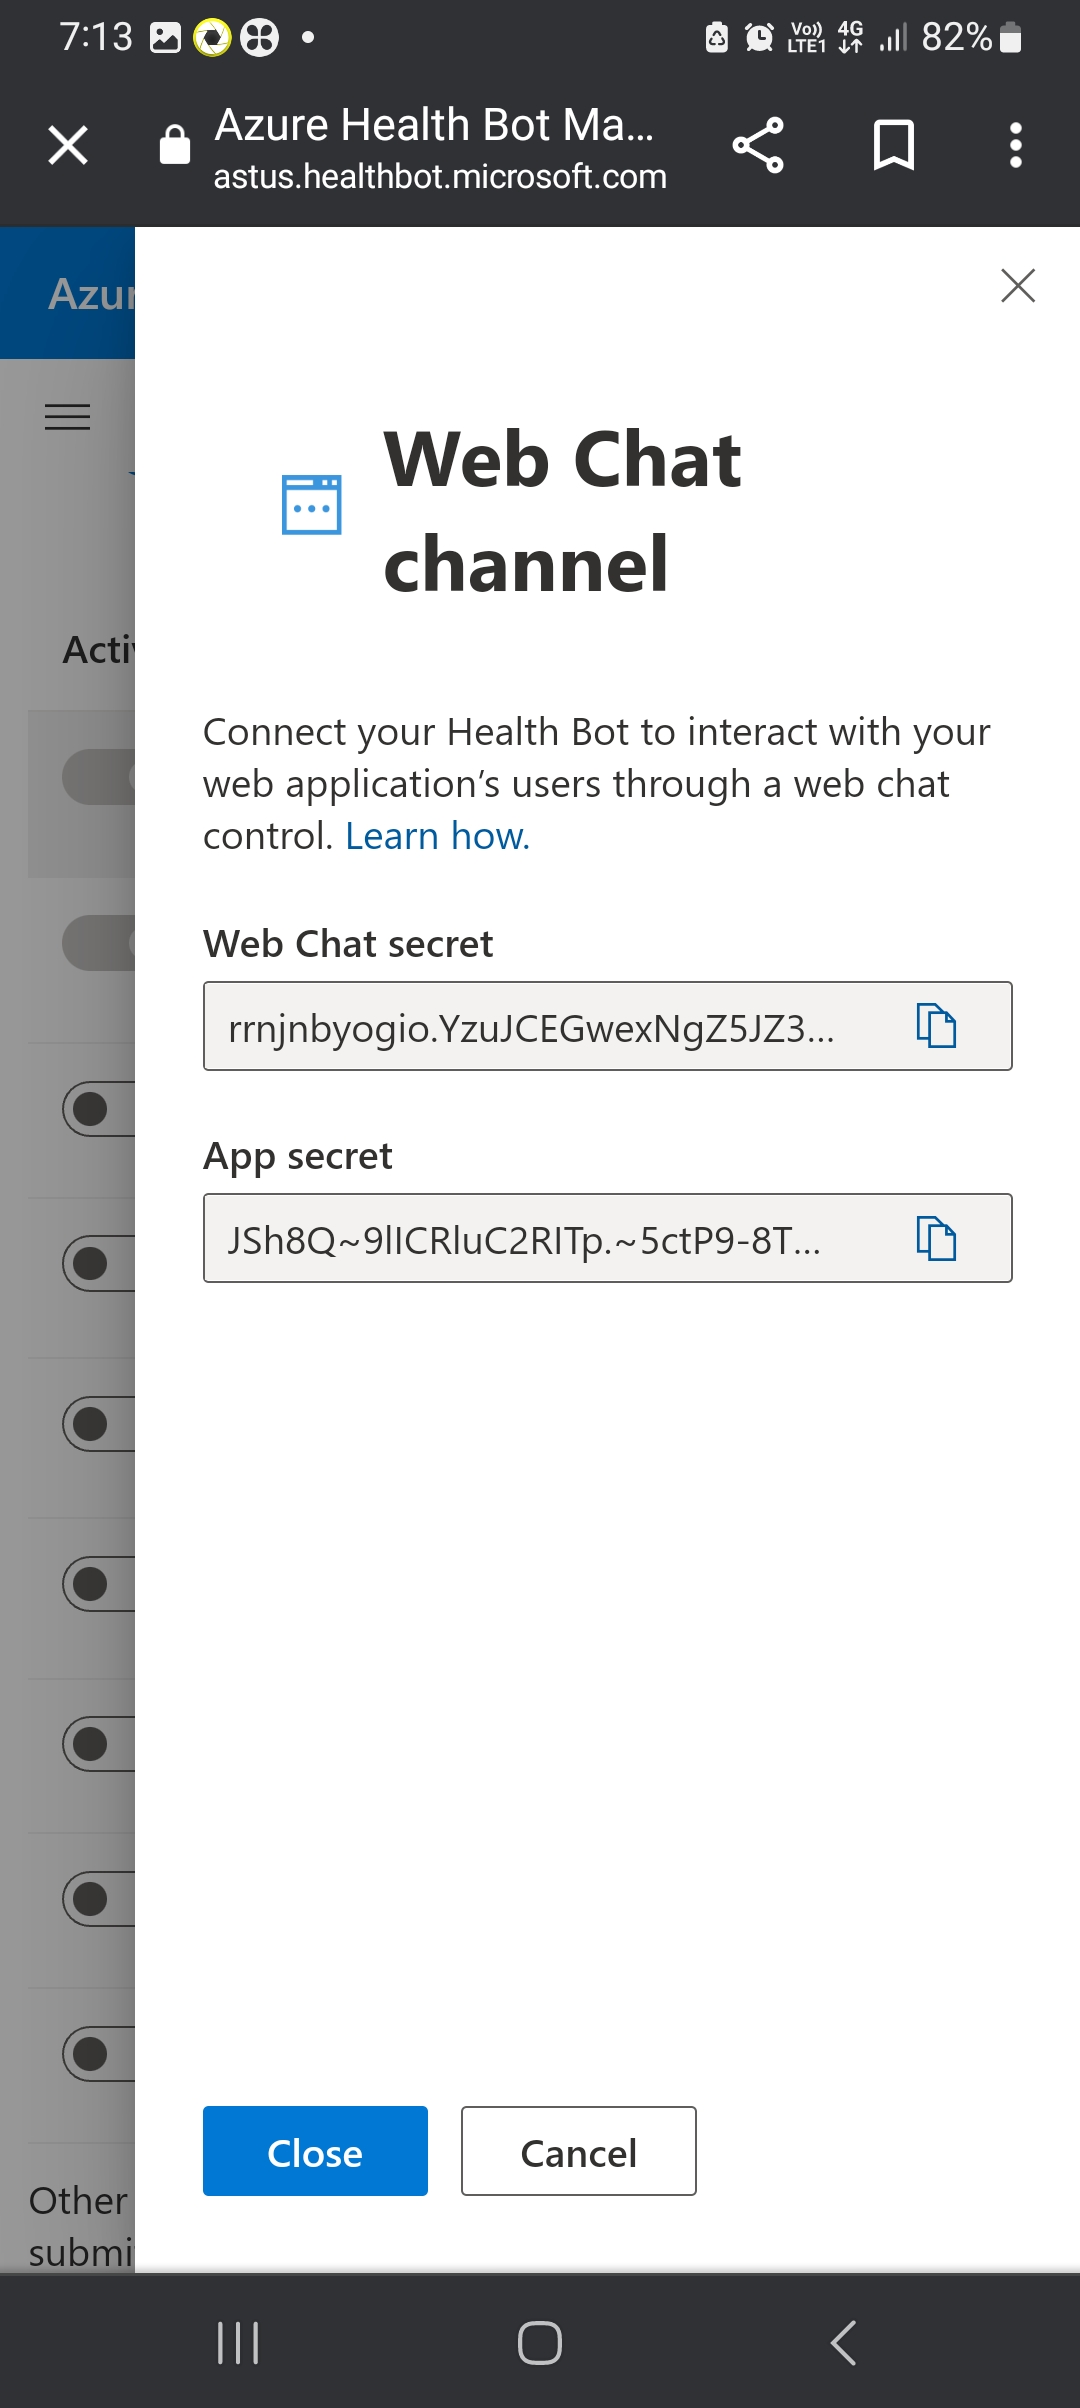 7:13
Vo)) LTE1 4G 82%
Azure Health Bot Ma...
astus.healthbot.microsoft.com
Azur
Web Chat
channel
Acti
Connect your Health Bot to interact with your
web application’s users through a web chat
control. Learn how.
Web Chat secret
rrnjnbyogio.YzuJCEGwexNgZ5JZ3...
App secret
JSh8Q~9lICRluC2RITp.~5ctP9-8T...
Close
Cancel
Other
submi